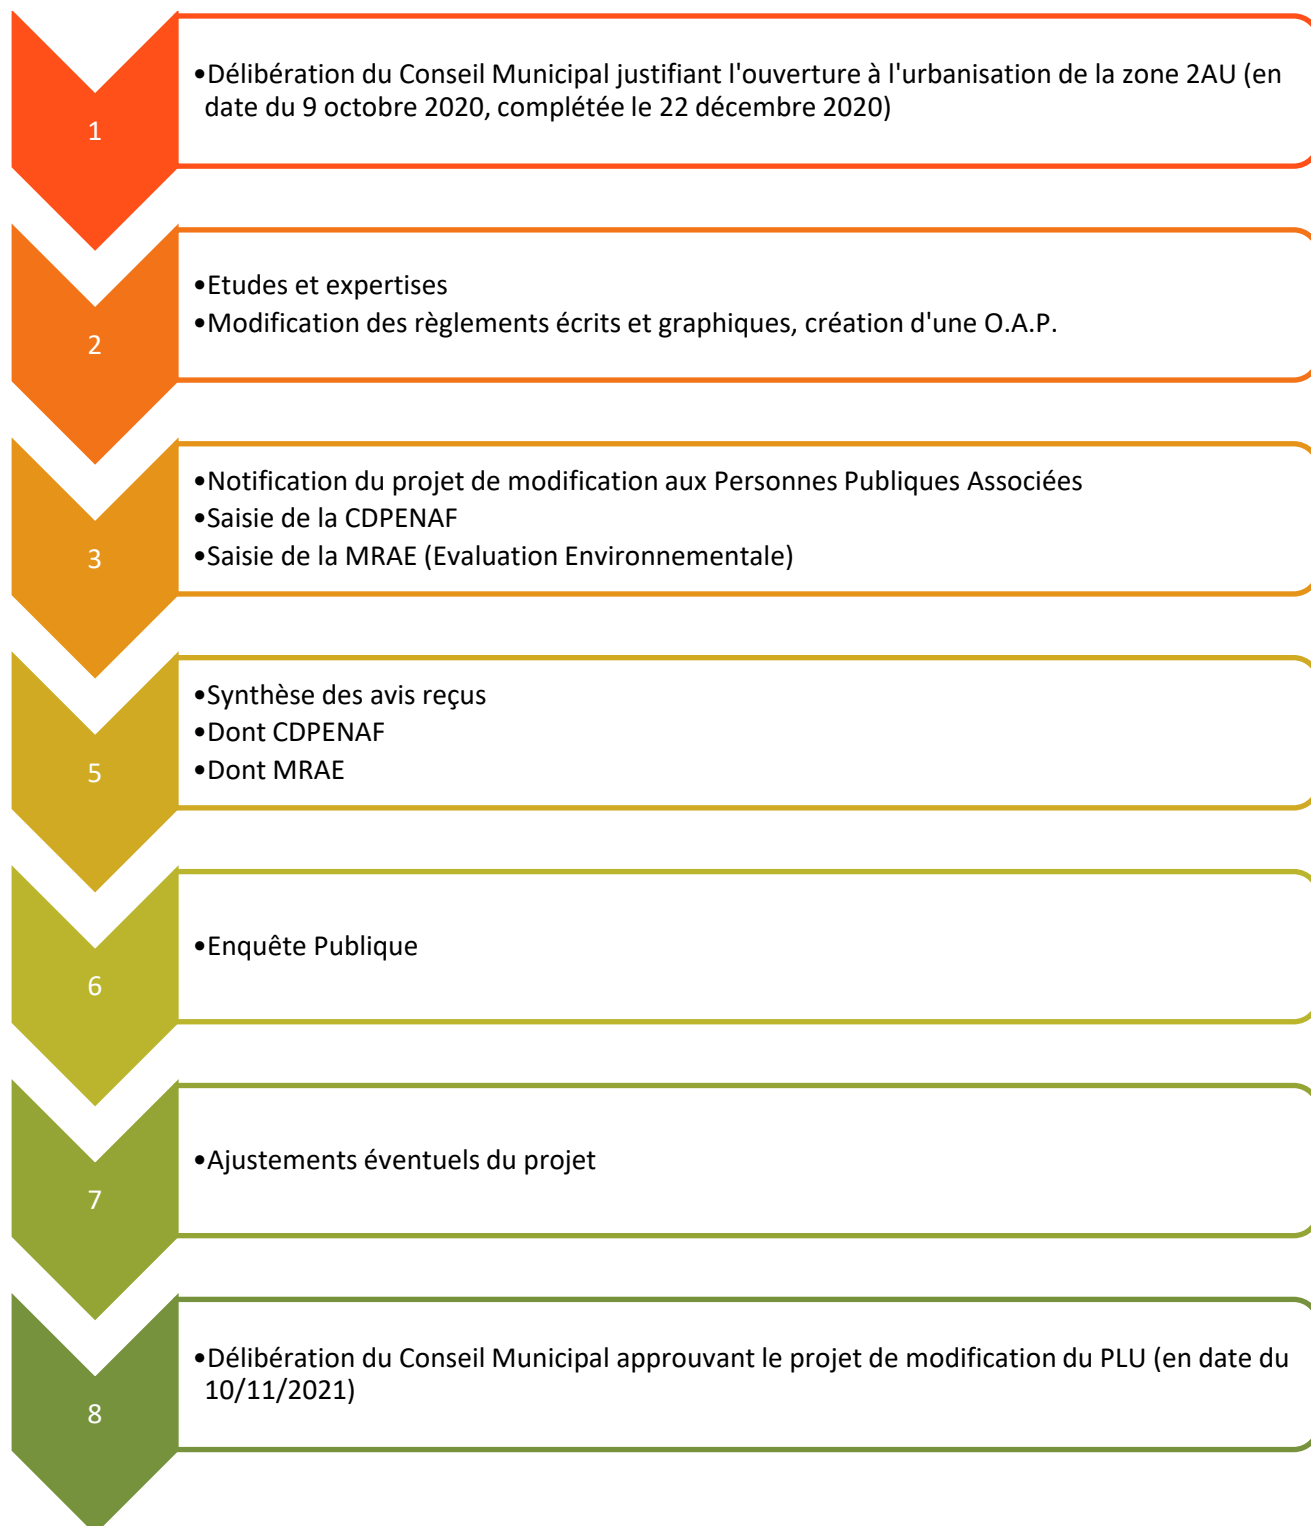 1
•Délibération du Conseil Municipal justifiant l'ouverture à l'urbanisation de la zone 2AU (en
date du 9 octobre 2020, complétée le 22 décembre 2020)
2
•Etudes et expertises
•Modification des règlements écrits et graphiques, création d'une O.A.P.
3
•Notification du projet de modification aux Personnes Publiques Associées
•Saisie de la CDPENAF
•Saisie de la MRAE (Evaluation Environnementale)
5
•Synthèse des avis reçus
•Dont CDPENAF
•Dont MRAE
6
•Enquête Publique
7
•Ajustements éventuels du projet
8
•Délibération du Conseil Municipal approuvant le projet de modification du PLU (en date du
10/11/2021)